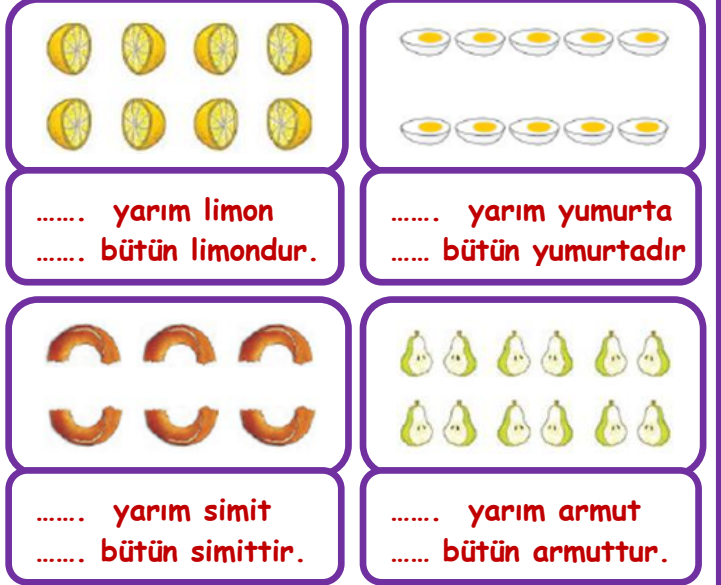 ……. yarım limon
……. bütün limondur.
……. yarım yumurta
…… bütün yumurtadır
……. yarım simit
……. bütün simittir.
……. yarım armut
…… bütün armuttur.